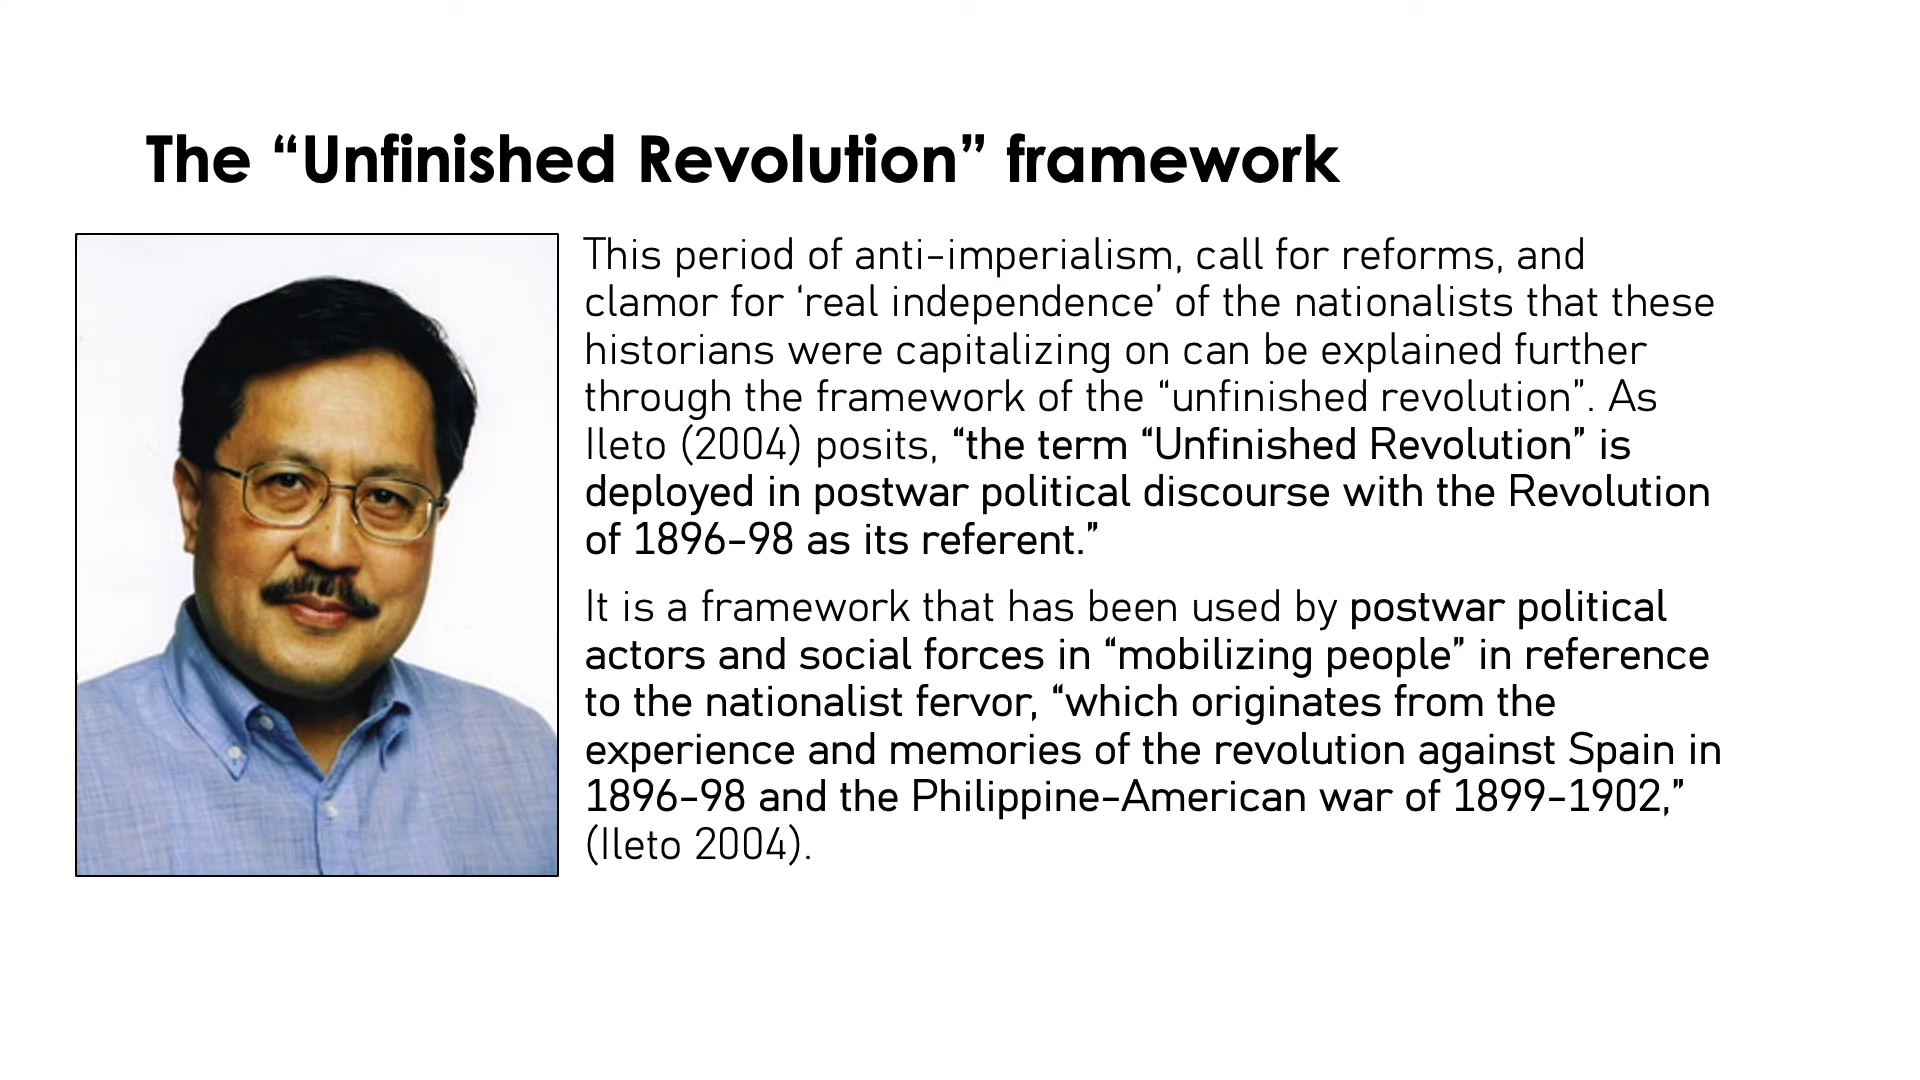 The “Unfinished Revolution” framework
This period of anti-imperialism, call for reforms, and
clamor for ‘real independence’ of the nationalists that these
historians were capitalizing on can be explained further
through the framework of the “unfinished revolution”. As
Ileto (2004) posits, “the term “Unfinished Revolution” is
deployed in postwar political discourse with the Revolution
of 1896-98 as its referent.”
It is a framework that has been used by postwar political
actors and social forces in “mobilizing people” in reference
to the nationalist fervor, “which originates from the
experience and memories of the revolution against Spain in
1896-98 and the Philippine-American war of 1899-1902,”
(Ileto 2004).